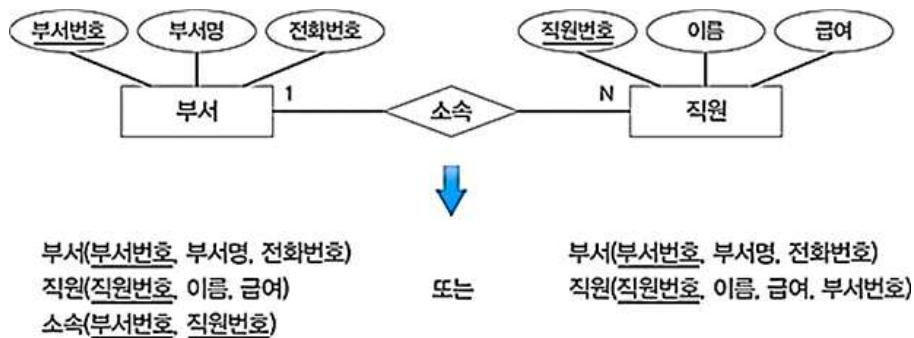 부서번호 부서명 전화번호 직원번호 이름 급여
부서 1 소속 N 직원
부서(부서번호, 부서명, 전화번호)
직원(직원번호, 이름, 급여)
소속(부서번호, 직원번호)
또는
부서(부서번호, 부서명, 전화번호)
직원(직원번호, 이름, 급여, 부서번호)